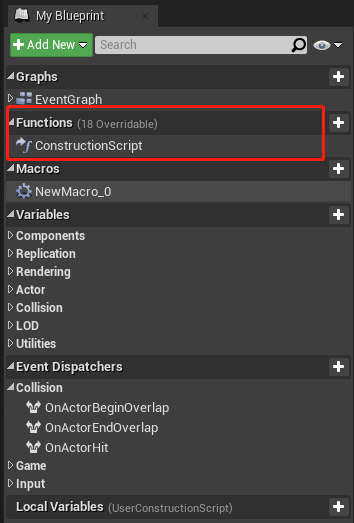 My Blueprint
Add New
Search
Graphs
EventGraph
Functions (18 Overridable)
ConstructionScript
Macros
NewMacro_0
Variables
Components
Replication
Rendering
Actor
Collision
LOD
Utilities
Event Dispatchers
Collision
OnActorBeginOverlap
OnActorEndOverlap
OnActorHit
Game
Input
Local Variables (UserConstructionScript)